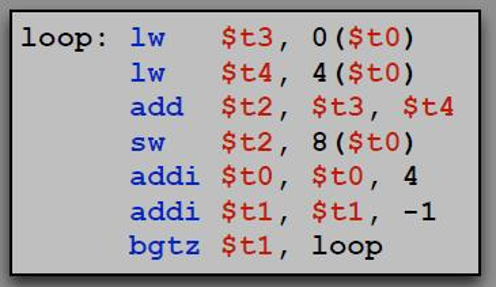 loop: lw $t3, 0($t0)
lw $t4, 4($t0)
add $t2, $t3, $t4
sw $t2, 8($t0)
addi $t0, $t0, 4
addi $t1, $t1, -1
bgtz $t1, loop